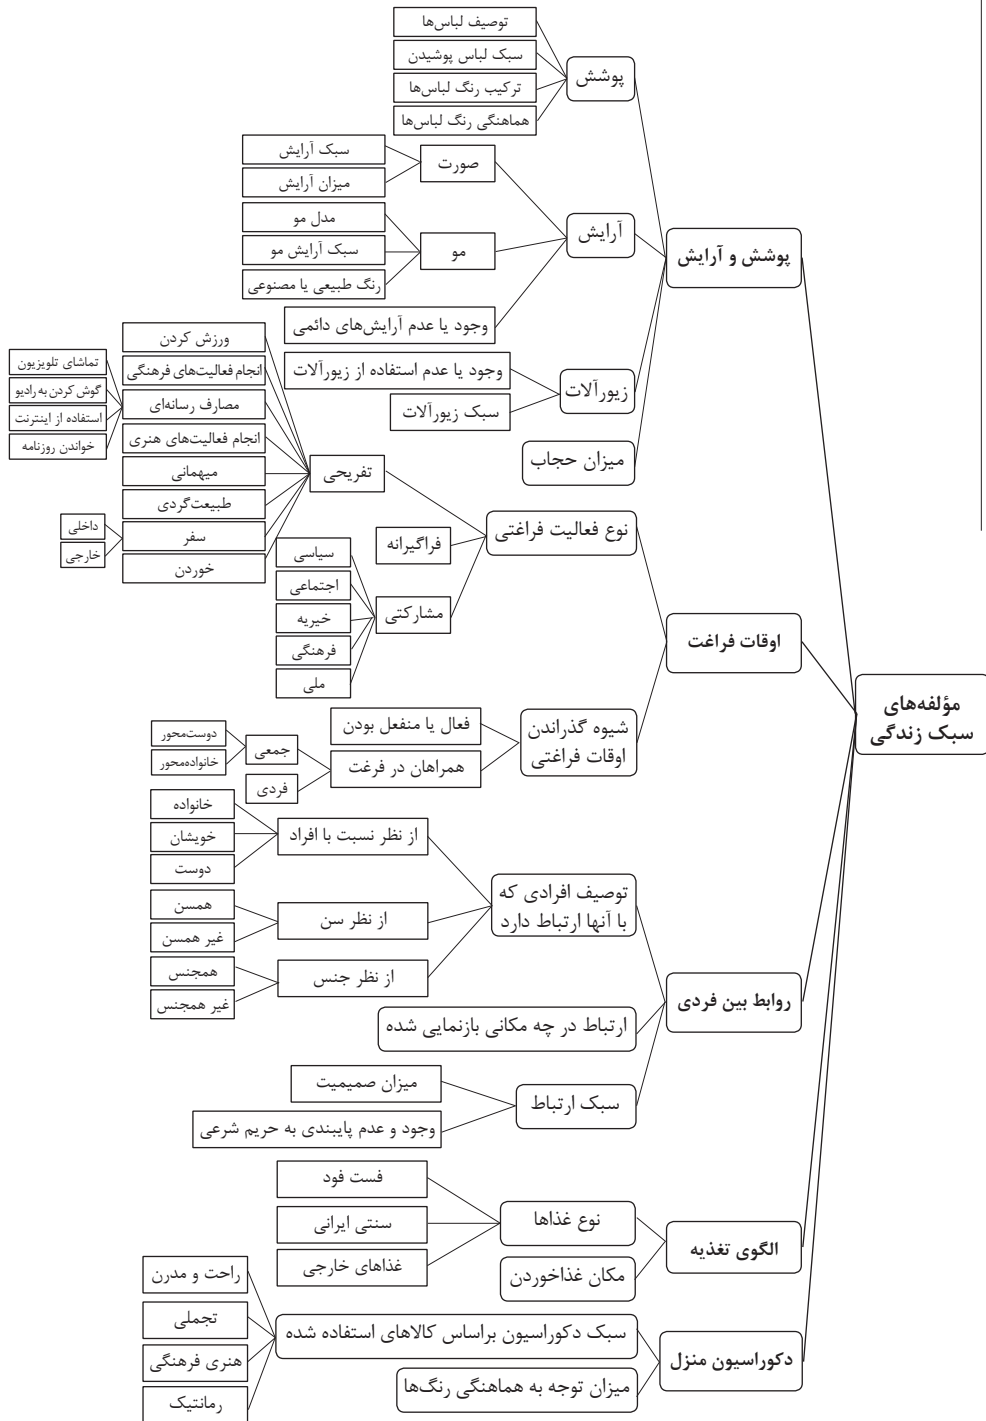 مؤلفه‌های
سبک زندگی
پوشش و آرایش
پوشش
توصیف لباس‌ها
سبک لباس پوشیدن
ترکیب رنگ لباس‌ها
هماهنگی رنگ لباس‌ها
آرایش
صورت
سبک آرایش
میزان آرایش
مو
مدل مو
سبک آرایش مو
رنگ طبیعی یا مصنوعی
وجود یا عدم آرایش‌های دائمی
زیورآلات
وجود یا عدم استفاده از زیورآلات
سبک زیورآلات
میزان حجاب
اوقات فراغت
نوع فعالیت فراغتی
تفریحی
ورزش کردن
انجام فعالیت‌های فرهنگی
مصارف رسانه‌ای
تماشای تلویزیون
گوش کردن به رادیو
استفاده از اینترنت
خواندن روزنامه
انجام فعالیت‌های هنری
میهمانی
طبیعت‌گردی
سفر
داخلی
خارجی
خوردن
فراگیرانه
مشارکتی
سیاسی
اجتماعی
خیریه
فرهنگی
ملی
شیوه گذراندن
اوقات فراغتی
فعال یا منفعل بودن
همراهان در فرغت
جمعی
دوست‌محور
خانواده‌محور
فردی
روابط بین فردی
توصیف افرادی که
با آنها ارتباط دارد
از نظر نسبت با افراد
خانواده
خویشان
دوست
از نظر سن
همسن
غیر همسن
از نظر جنس
همجنس
غیر همجنس
ارتباط در چه مکانی بازنمایی شده
سبک ارتباط
میزان صمیمیت
وجود و عدم پایبندی به حریم شرعی
الگوی تغذیه
نوع غذاها
فست فود
سنتی ایرانی
غذاهای خارجی
مکان غذاخوردن
دکوراسیون منزل
سبک دکوراسیون براساس کالاهای استفاده شده
راحت و مدرن
تجملی
هنری فرهنگی
رمانتیک
میزان توجه به هماهنگی رنگ‌ها